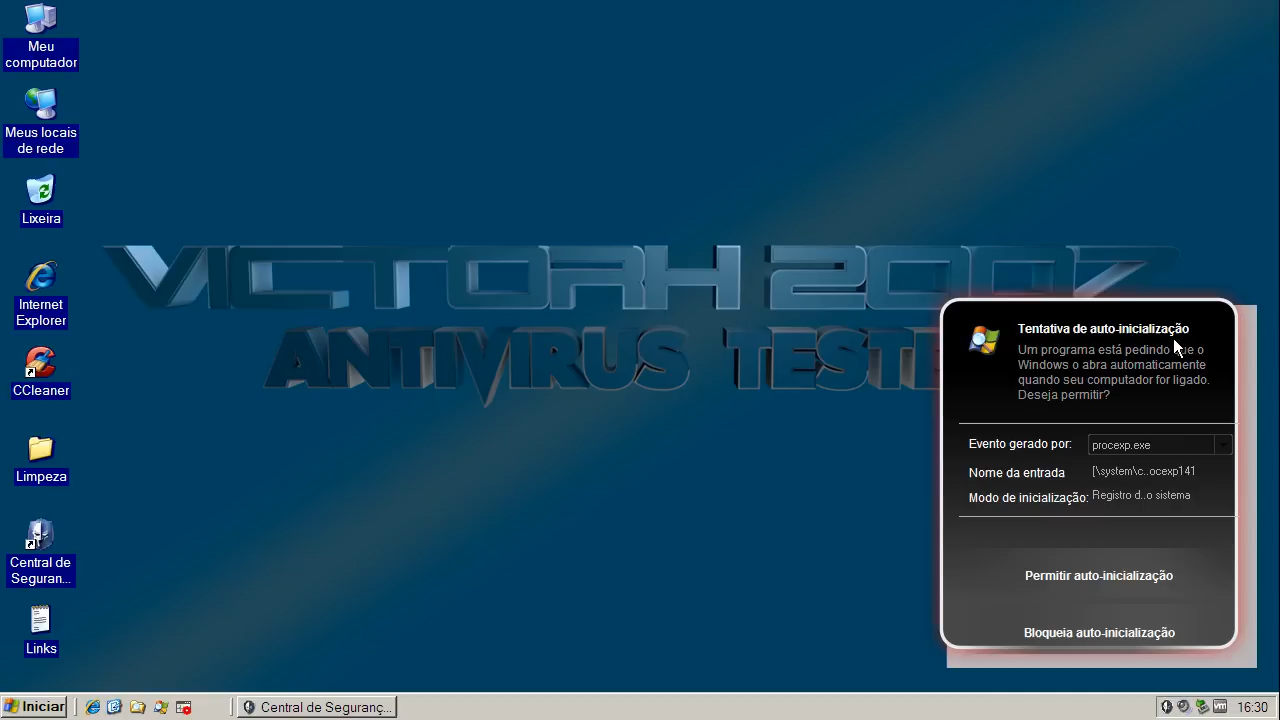 Meu
computador
Meus locais
de rede
Lixeira
Internet
Explorer
CCleaner
Limpeza
Central de
Seguran...
Links
VICTORH 2007
ANTIVIRUS TESTE
Tentativa de auto-inicialização
Um programa está pedindo que o
Windows o abra automaticamente
quando seu computador for ligado.
Deseja permitir?
Evento gerado por: procexp.exe
Nome da entrada [\system\c..ocexp141
Modo de inicialização: Registro d..o sistema
Permitir auto-inicialização
Bloqueia auto-inicialização
Iniciar
Central de Seguranç...
16:30